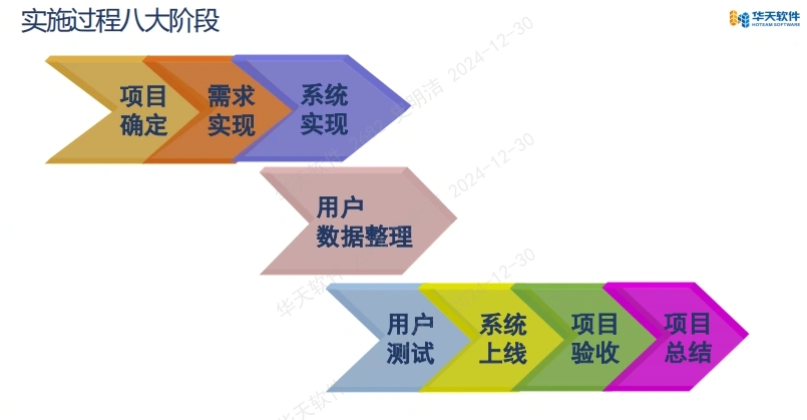 实施过程八大阶段
华天软件
HOTEAM SOFTWARE
项目
确定
需求
实现
系统
实现
用户
数据整理
用户
测试
系统
上线
项目
验收
项目
总结
2024-12-30
2024-12-30
2024-12-30
华天软件
华天软件
华天软件